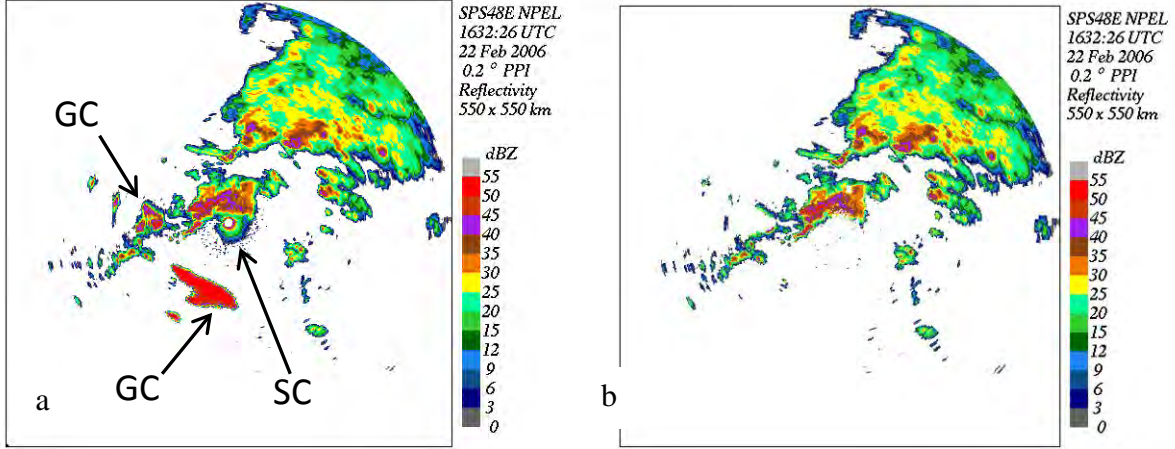 SPS48E NPEL
1632:26 UTC
22 Feb 2006
0.2 ° PPI
Reflectivity
550 x 550 km
dBZ
55
50
45
40
35
30
25
20
15
12
9
6
3
0
GC
GC
SC
a
SPS48E NPEL
1632:26 UTC
22 Feb 2006
0.2 ° PPI
Reflectivity
550 x 550 km
dBZ
55
50
45
40
35
30
25
20
15
12
9
6
3
0
b